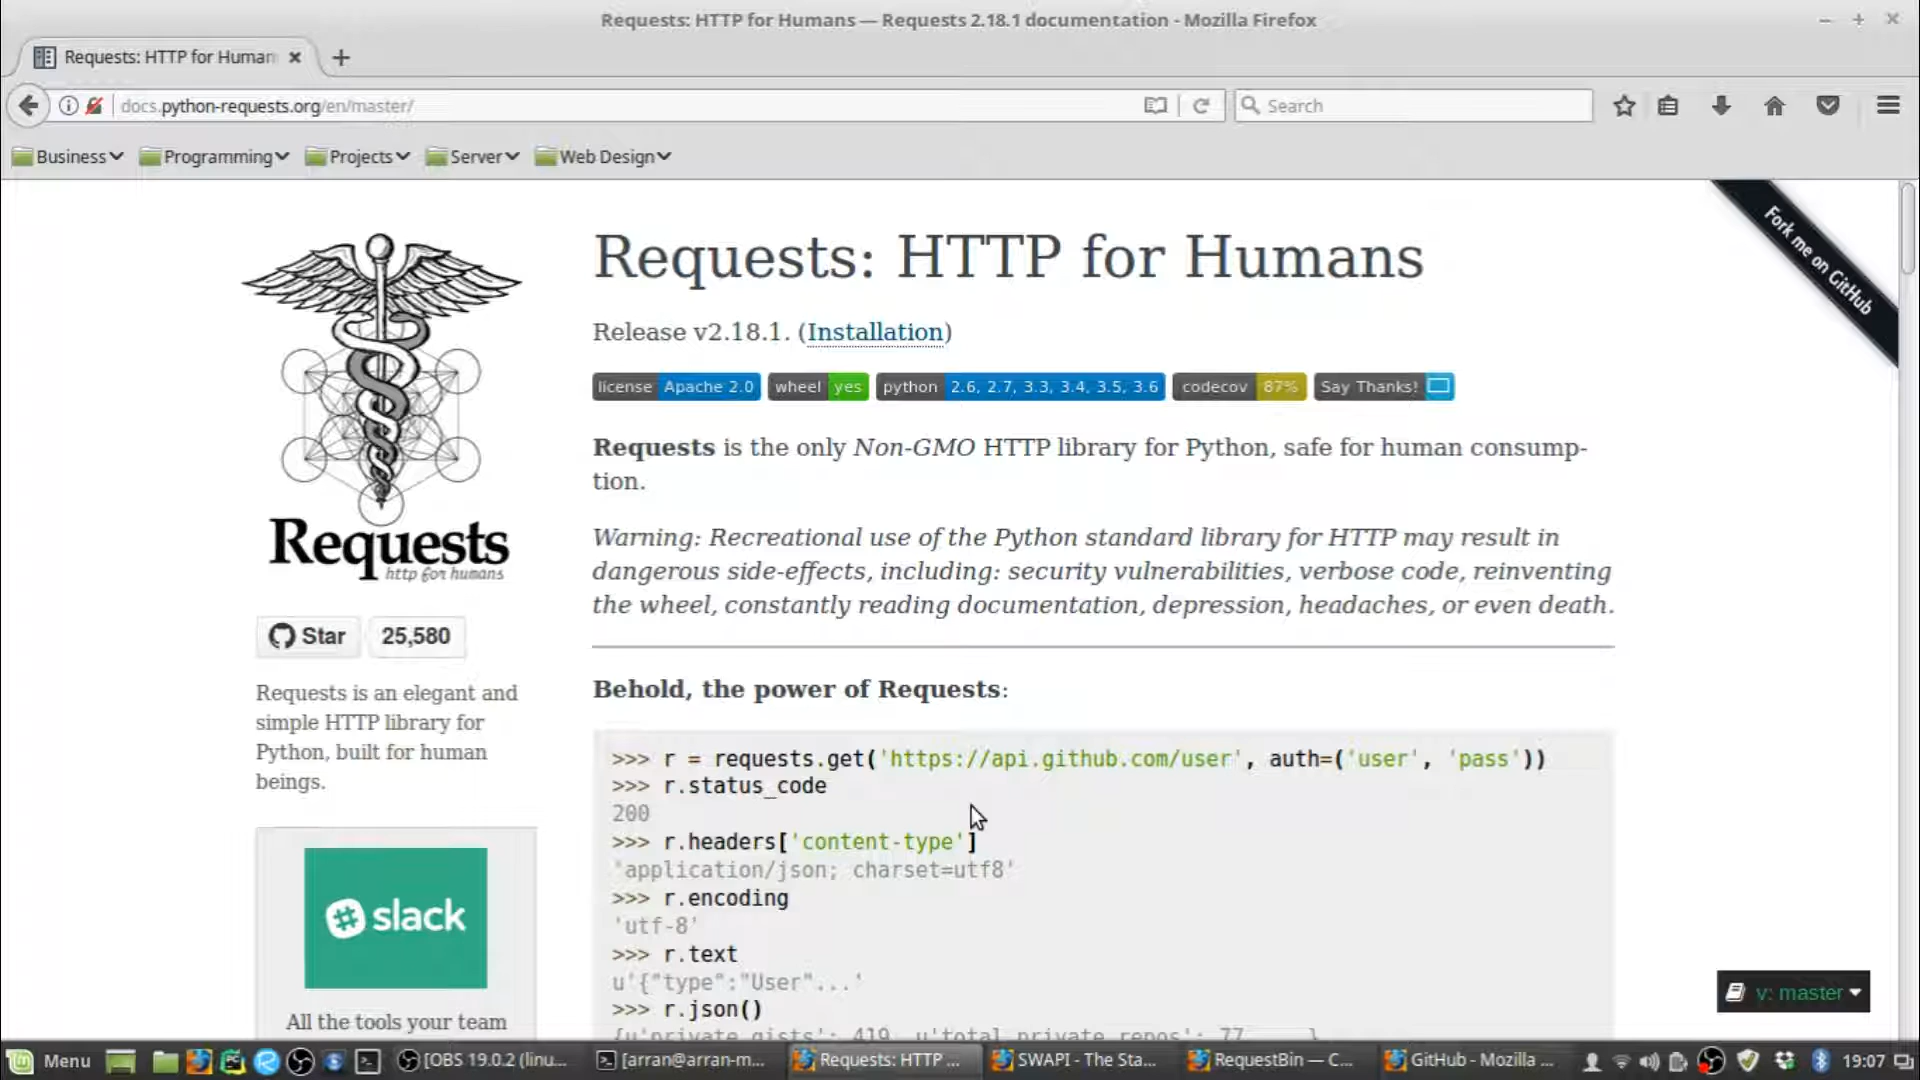 Requests: HTTP for Humans — Requests 2.18.1 documentation - Mozilla Firefox
Requests: HTTP for Human
docs.python-requests.org/en/master/
Search
Business
Programming
Projects
Server
Web Design
Fork me on GitHub
Requests: HTTP for Humans
Release v2.18.1. (Installation)
license Apache 2.0 wheel yes python 2.6, 2.7, 3.3, 3.4, 3.5, 3.6 codecov 87% Say Thanks!
Requests is the only Non-GMO HTTP library for Python, safe for human consump-
tion.
Warning: Recreational use of the Python standard library for HTTP may result in
dangerous side-effects, including: security vulnerabilities, verbose code, reinventing
the wheel, constantly reading documentation, depression, headaches, or even death.
Behold, the power of Requests:
>>> r = requests.get('https://api.github.com/user', auth=('user', 'pass'))
>>> r.status_code
200
>>> r.headers['content-type']
'application/json; charset=utf8'
>>> r.encoding
'utf-8'
>>> r.text
u'{"type":"User"...'
>>> r.json()
{u'private_gists': 419, u'total_private_repos': 77, ...}
Requests
http for humans
Star 25,580
Requests is an elegant and
simple HTTP library for
Python, built for human
beings.
slack
All the tools your team
v: master
Menu
[OBS 19.0.2 (linu...
[arran@arran-m...
Requests: HTTP ...
SWAPI - The Sta...
RequestBin — C...
GitHub - Mozilla ...
19:07